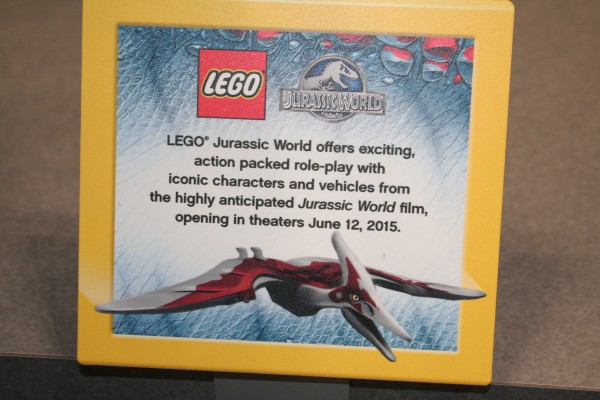 LEGO
JURASSIC WORLD
LEGO® Jurassic World offers exciting,
action packed role-play with
iconic characters and vehicles from
the highly anticipated Jurassic World film,
opening in theaters June 12, 2015.